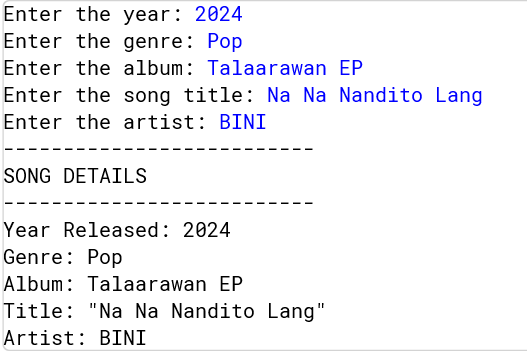 Enter the year: 2024
Enter the genre: Pop
Enter the album: Talaarawan EP
Enter the song title: Na Na Nandito Lang
Enter the artist: BINI
--------------------------
SONG DETAILS
--------------------------
Year Released: 2024
Genre: Pop
Album: Talaarawan EP
Title: "Na Na Nandito Lang"
Artist: BINI